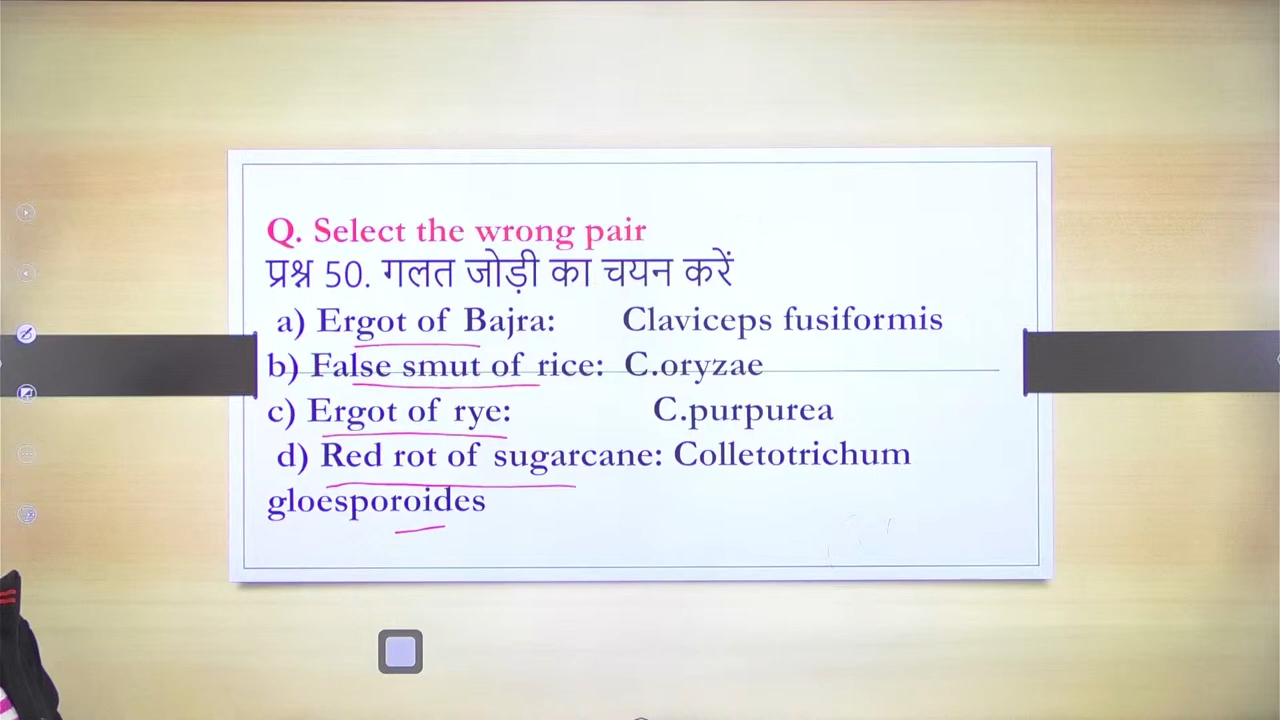 Q. Select the wrong pair
प्रश्न 50. गलत जोड़ी का चयन करें
a) Ergot of Bajra: Claviceps fusiformis
b) False smut of rice: C.oryzae
c) Ergot of rye: C.purpurea
d) Red rot of sugarcane: Colletotrichum
gloesporoides